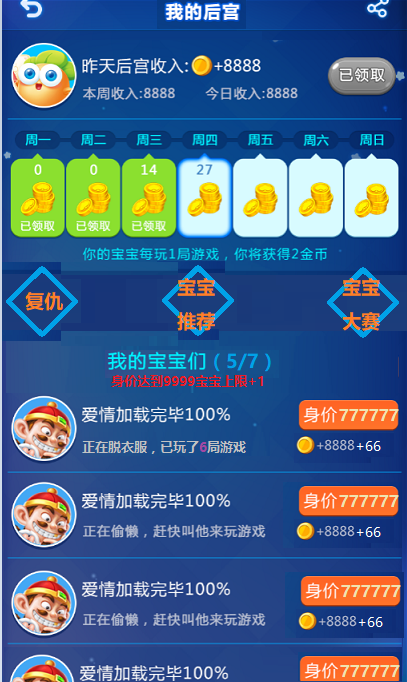 我的后宫
昨天后宫收入:+8888
已领取
本周收入:8888 今日收入:8888
周一 周二 周三 周四 周五 周六 周日
0 0 14 27
已领取 已领取 已领取
你的宝宝每玩1局游戏，你将获得2金币
复仇
宝宝
推荐
宝宝
大赛
我的宝宝们（5/7）
身价达到9999宝宝上限+1
爱情加载完毕100%
身价777777
正在脱衣服，已玩了6局游戏
+8888+66
爱情加载完毕100%
身价777777
正在偷懒，赶快叫他来玩游戏
+8888+66
爱情加载完毕100%
身价777777
正在偷懒，赶快叫他来玩游戏
+8888+66
爱情加载完毕100%
身价777777